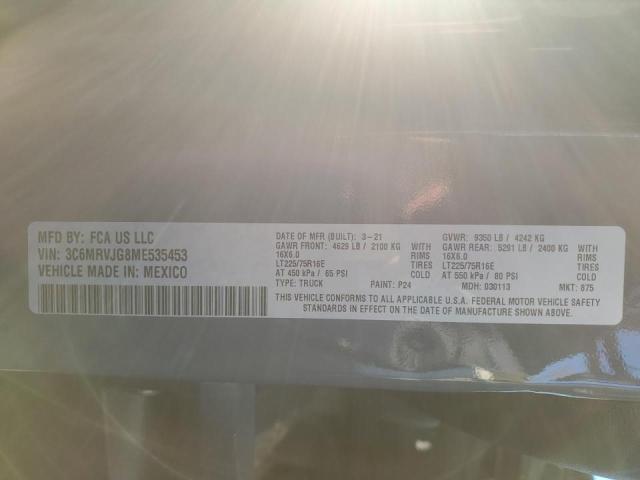 MFD BY: FCA US LLC
VIN: 3C6MRVJG8ME535453
VEHICLE MADE IN: MEXICO
DATE OF MFR (BUILT): 3-21
GAWR FRONT: 4629 LB / 2100 KG
16X6.0 RIMS
LT225/75R16E TIRES
AT 450 kPa / 65 PSI
TYPE: TRUCK PAINT: P24
GVWR: 9350 LB / 4242 KG
GAWR REAR: 5291 LB / 2400 KG
16X6.0 RIMS
LT225/75R16E TIRES
AT 550 kPa / 80 PSI
MDH: 030113 MKT: 875
THIS VEHICLE CONFORMS TO ALL APPLICABLE U.S.A. FEDERAL MOTOR VEHICLE SAFETY
STANDARDS IN EFFECT ON THE DATE OF MANUFACTURE SHOWN ABOVE.